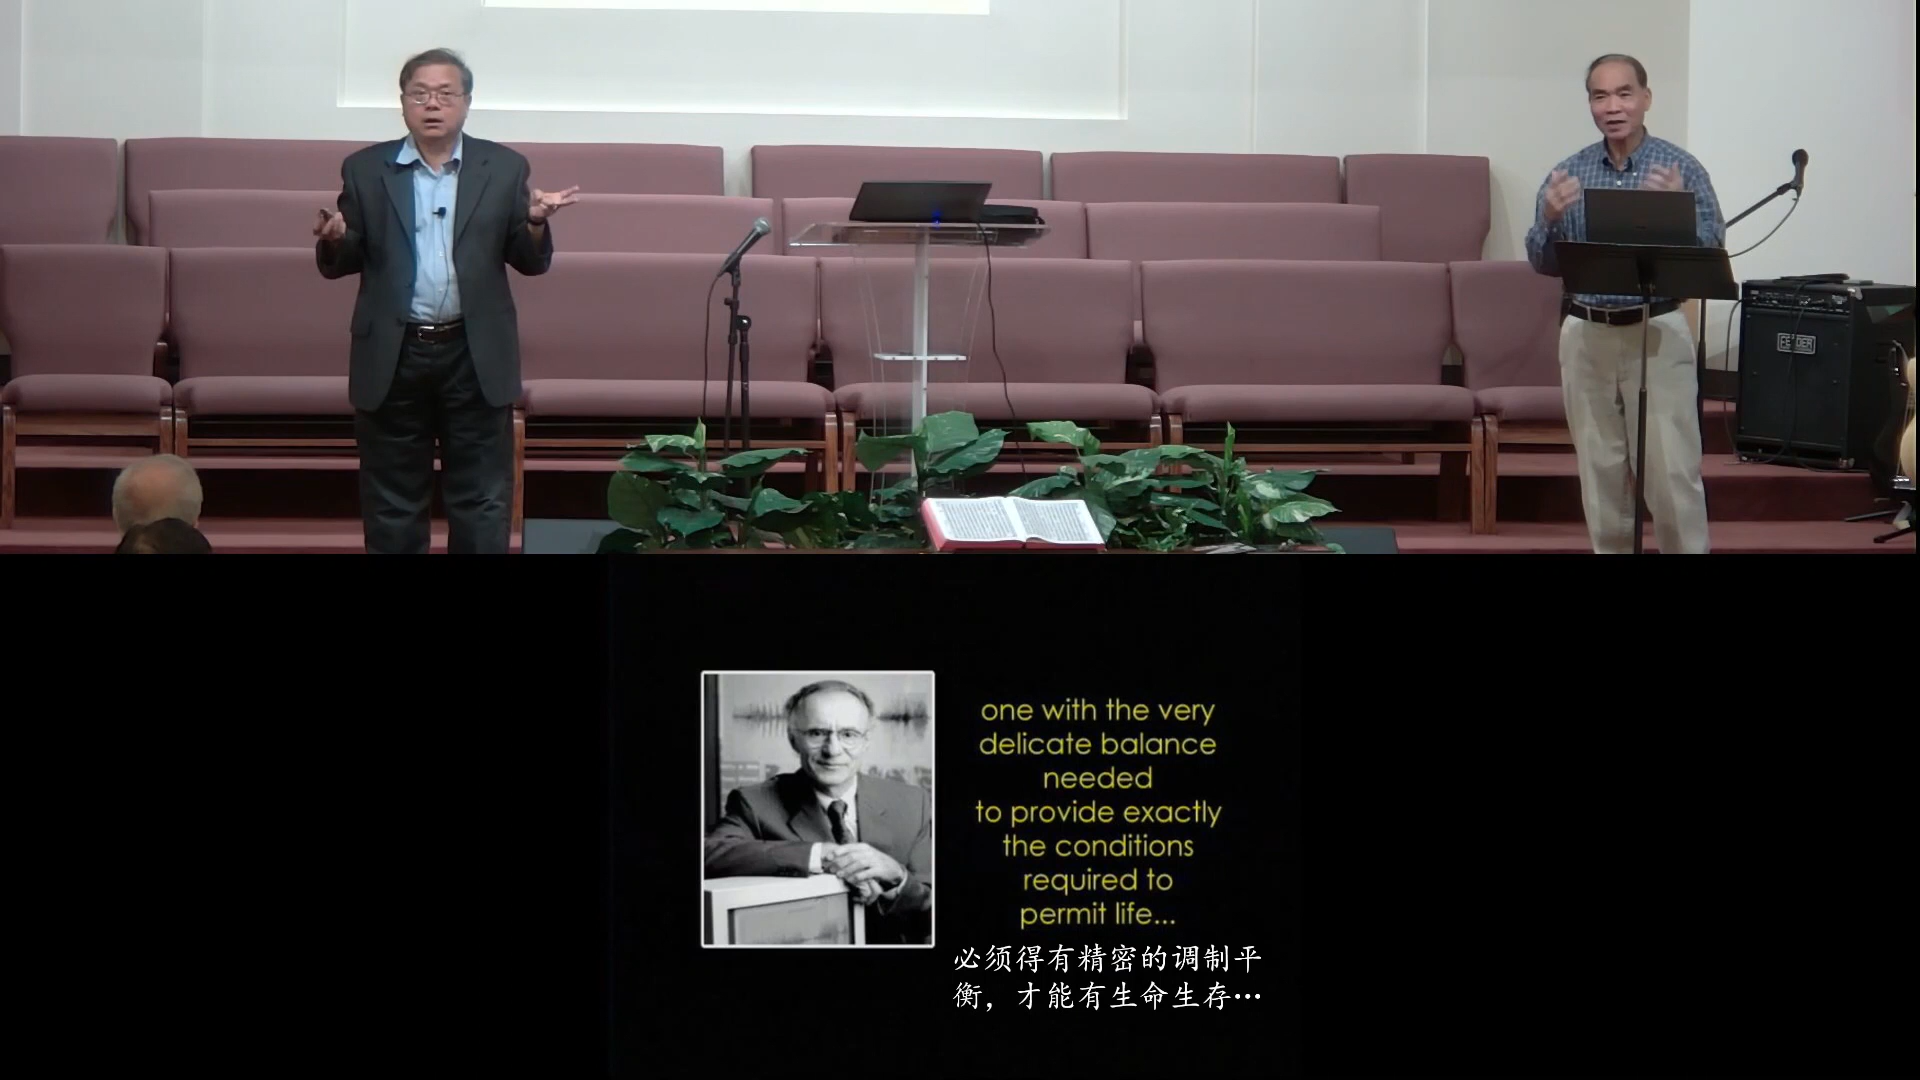 FENDER
one with the very
delicate balance
needed
to provide exactly
the conditions
required to
permit life...
必须得有精密的调制平
衡，才能有生命生存…